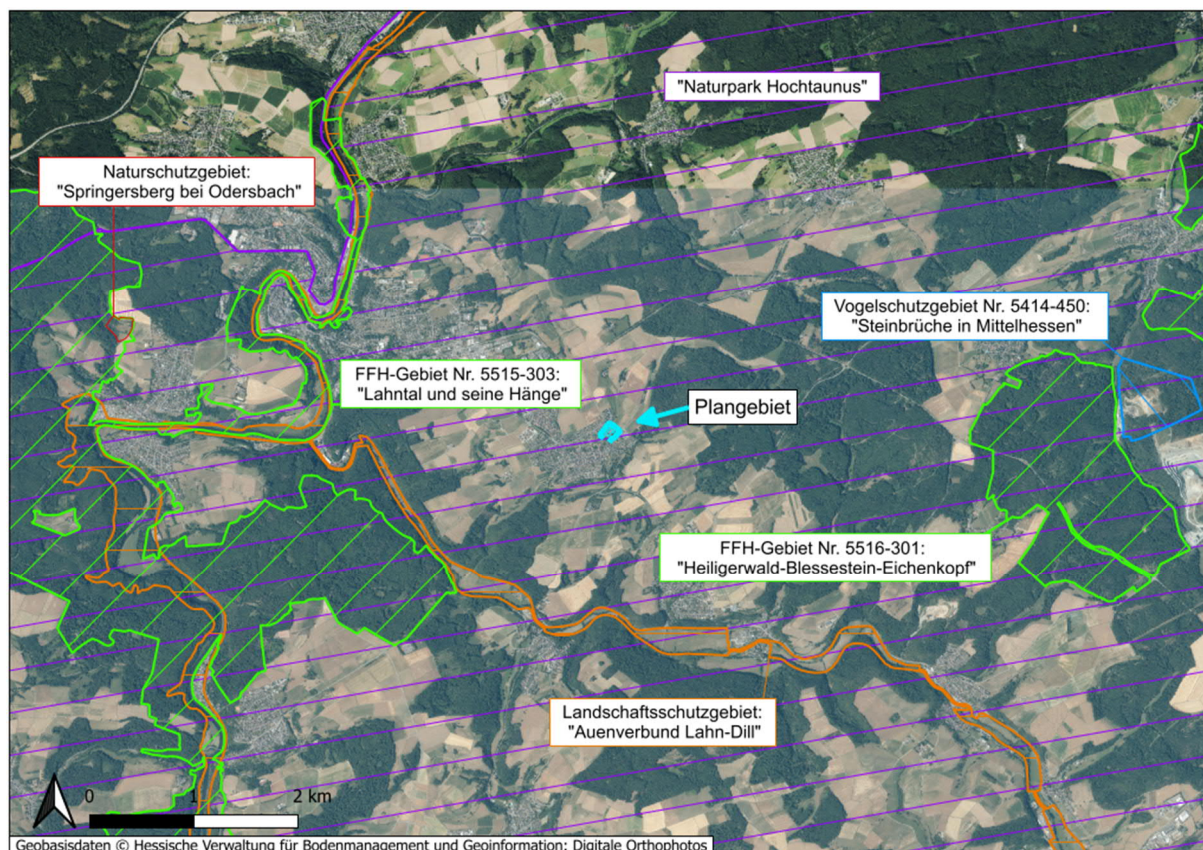 "Naturpark Hochtaunus"
Naturschutzgebiet:
"Springersberg bei Odersbach"
Vogelschutzgebiet Nr. 5414-450:
"Steinbrüche in Mittelhessen"
FFH-Gebiet Nr. 5515-303:
"Lahntal und seine Hänge"
Plangebiet
FFH-Gebiet Nr. 5516-301:
"Heiligerwald-Blessestein-Eichenkopf"
Landschaftsschutzgebiet:
"Auenverbund Lahn-Dill"
0 1 2 km
Geobasisdaten © Hessische Verwaltung für Bodenmanagement und Geoinformation: Digitale Orthophotos